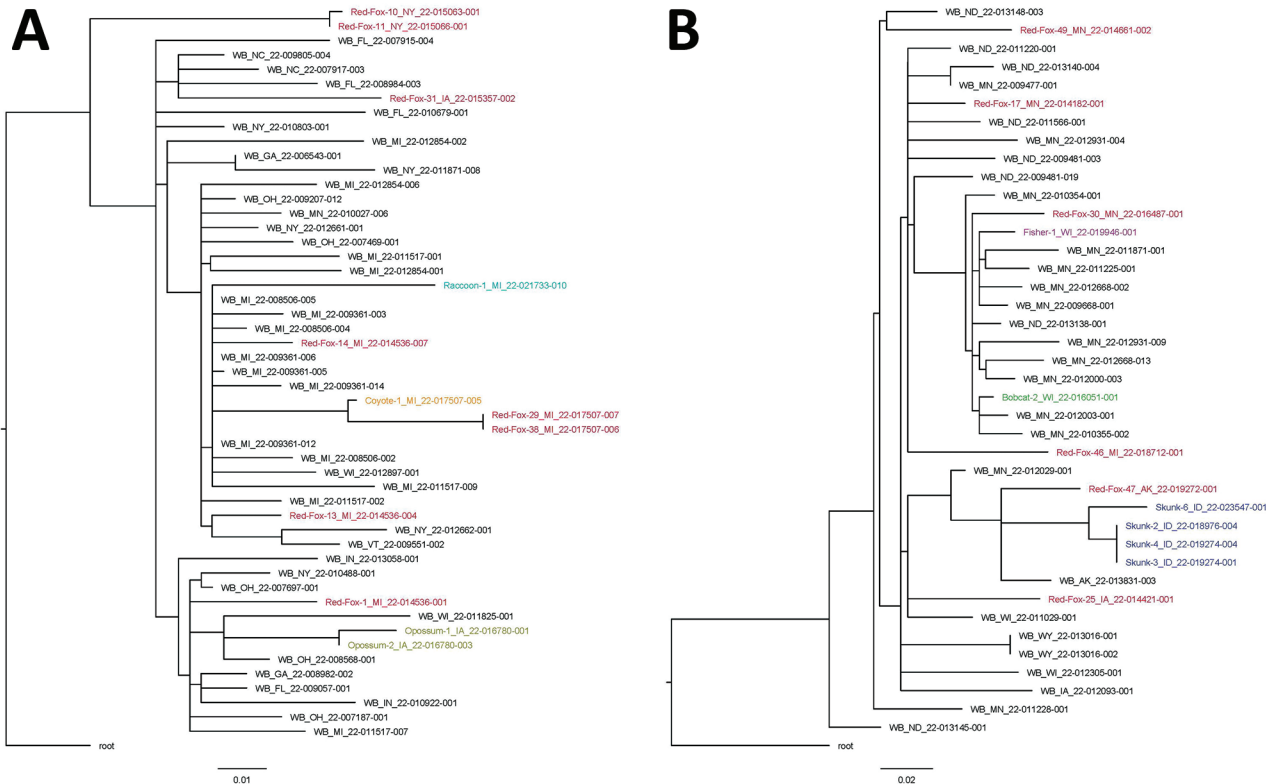 A
Red-Fox-10_NY_22-015063-001
Red-Fox-11_NY_22-015066-001
WB_FL_22-007915-004
WB_NC_22-009805-004
WB_NC_22-007917-003
WB_FL_22-008984-003
Red-Fox-31_IA_22-015357-002
WB_FL_22-010679-001
WB_NY_22-010803-001
WB_MI_22-012854-002
WB_GA_22-006543-001
WB_NY_22-011871-008
WB_MI_22-012854-006
WB_OH_22-009207-012
WB_MN_22-010027-006
WB_NY_22-012661-001
WB_OH_22-007469-001
WB_MI_22-011517-001
WB_MI_22-012854-001
Raccoon-1_MI_22-021733-010
WB_MI_22-008506-005
WB_MI_22-009361-003
WB_MI_22-008506-004
Red-Fox-14_MI_22-014536-007
WB_MI_22-009361-006
WB_MI_22-009361-005
WB_MI_22-009361-014
Coyote-1_MI_22-017507-005
Red-Fox-29_MI_22-017507-007
Red-Fox-38_MI_22-017507-006
WB_MI_22-009361-012
WB_MI_22-008506-002
WB_WI_22-012897-001
WB_MI_22-011517-009
WB_MI_22-011517-002
Red-Fox-13_MI_22-014536-004
WB_NY_22-012662-001
WB_VT_22-009551-002
WB_IN_22-013058-001
WB_NY_22-010488-001
WB_OH_22-007697-001
Red-Fox-1_MI_22-014536-001
WB_WI_22-011825-001
Opossum-1_IA_22-016780-001
Opossum-2_IA_22-016780-003
WB_OH_22-008568-001
WB_GA_22-008982-002
WB_FL_22-009057-001
WB_IN_22-010922-001
WB_OH_22-007187-001
WB_MI_22-011517-007
root
0.01
B
WB_ND_22-013148-003
Red-Fox-49_MN_22-014661-002
WB_ND_22-011220-001
WB_ND_22-013140-004
WB_MN_22-009477-001
Red-Fox-17_MN_22-014182-001
WB_ND_22-011566-001
WB_MN_22-012931-004
WB_ND_22-009481-003
WB_ND_22-009481-019
WB_MN_22-010354-001
Red-Fox-30_MN_22-016487-001
Fisher-1_WI_22-019946-001
WB_MN_22-011871-001
WB_MN_22-011225-001
WB_MN_22-012668-002
WB_MN_22-009668-001
WB_ND_22-013138-001
WB_MN_22-012931-009
WB_MN_22-012668-013
WB_MN_22-012000-003
Bobcat-2_WI_22-016051-001
WB_MN_22-012003-001
WB_MN_22-010355-002
Red-Fox-46_MI_22-018712-001
WB_MN_22-012029-001
Red-Fox-47_AK_22-019272-001
Skunk-6_ID_22-023547-001
Skunk-2_ID_22-018976-004
Skunk-4_ID_22-019274-004
Skunk-3_ID_22-019274-001
WB_AK_22-013831-003
Red-Fox-25_IA_22-014421-001
WB_WI_22-011029-001
WB_WY_22-013016-001
WB_WY_22-013016-002
WB_WI_22-012305-001
WB_IA_22-012093-001
WB_MN_22-011228-001
WB_ND_22-013145-001
root
0.02